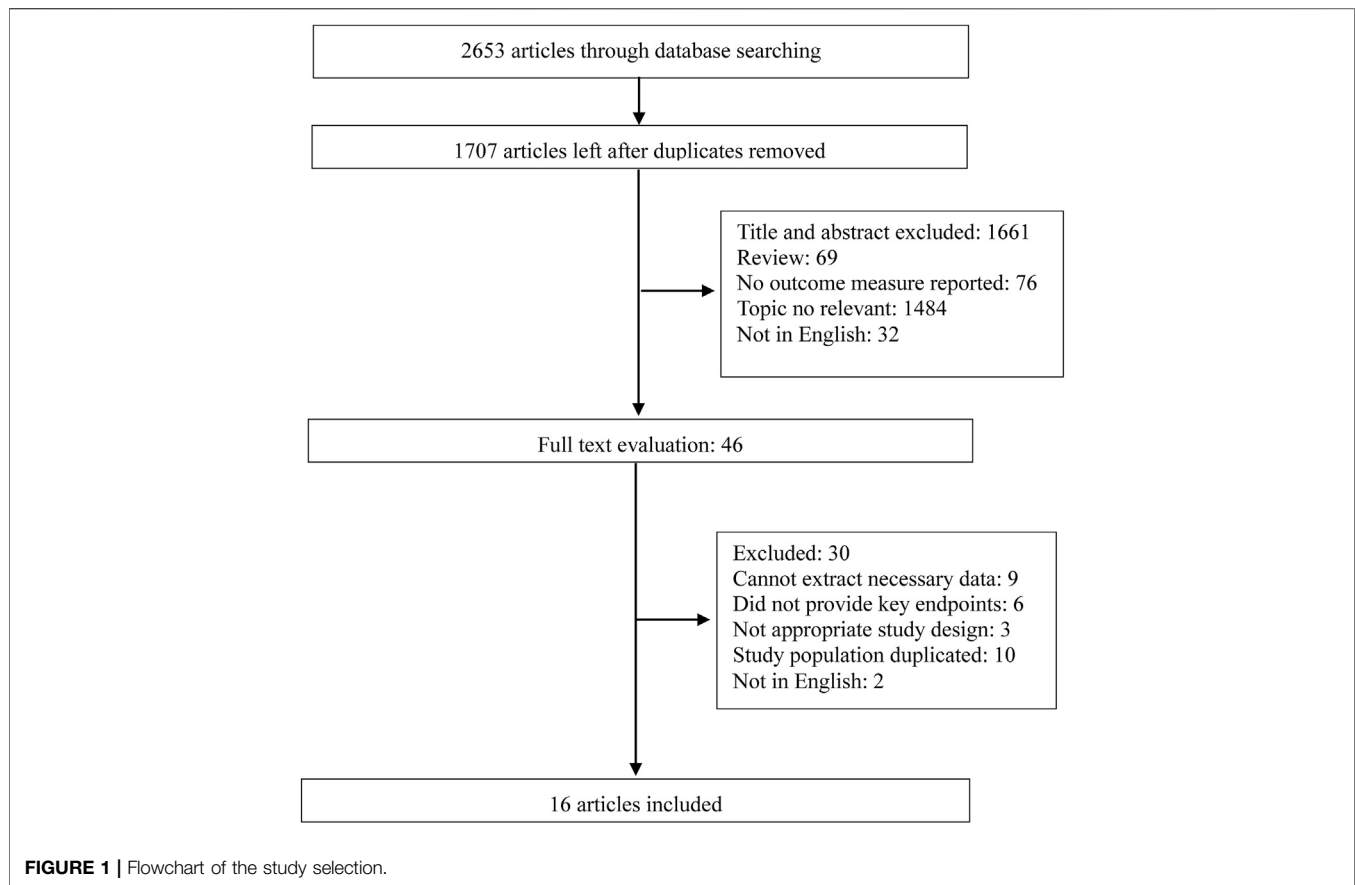 2653 articles through database searching
1707 articles left after duplicates removed
Title and abstract excluded: 1661
Review: 69
No outcome measure reported: 76
Topic no relevant: 1484
Not in English: 32
Full text evaluation: 46
Excluded: 30
Cannot extract necessary data: 9
Did not provide key endpoints: 6
Not appropriate study design: 3
Study population duplicated: 10
Not in English: 2
16 articles included
FIGURE 1 | Flowchart of the study selection.